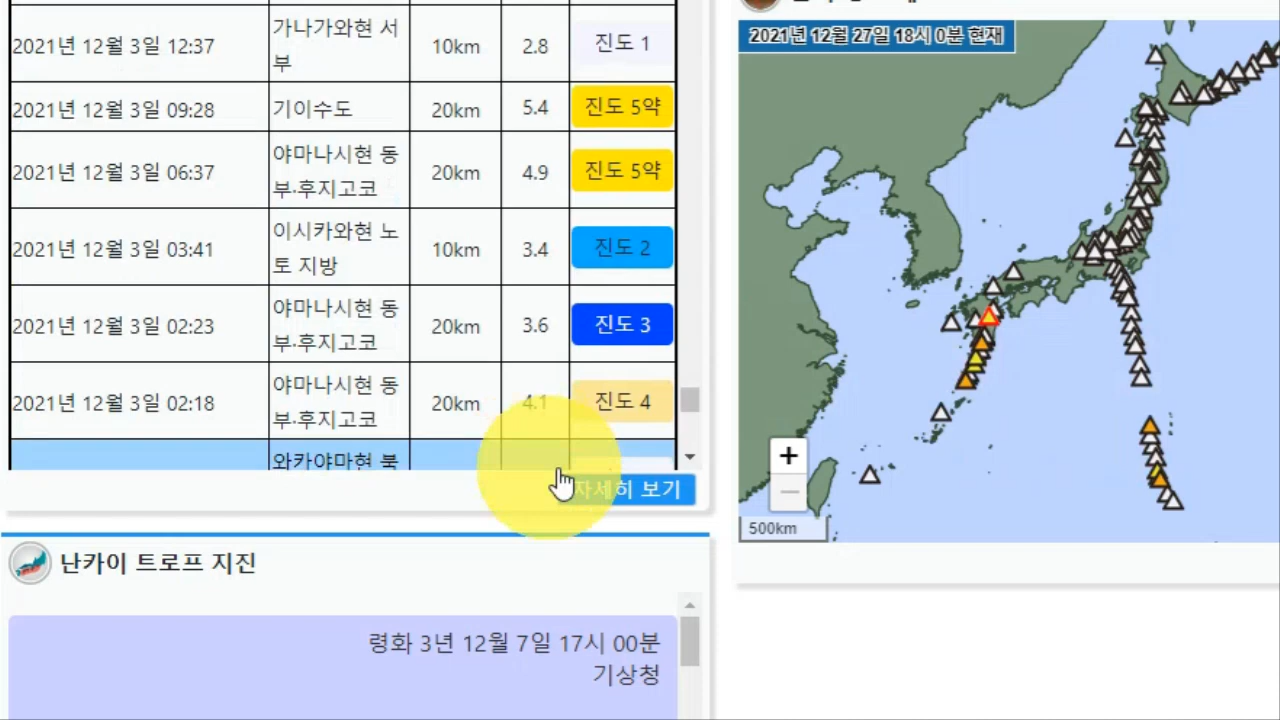 2021년 12월 3일 12:37 가나가와현 서부 10km 2.8 진도 1
2021년 12월 3일 09:28 기이수도 20km 5.4 진도 5약
2021년 12월 3일 06:37 야마나시현 동부·후지고코 20km 4.9 진도 5약
2021년 12월 3일 03:41 이시카와현 노토 지방 10km 3.4 진도 2
2021년 12월 3일 02:23 야마나시현 동부·후지고코 20km 3.6 진도 3
2021년 12월 3일 02:18 야마나시현 동부·후지고코 20km 4.1 진도 4
와카야마현 북
자세히 보기
난카이 트로프 지진
령화 3년 12월 7일 17시 00분
기상청
2021년 12월 27일 18시 0분 현재
+
−
500km